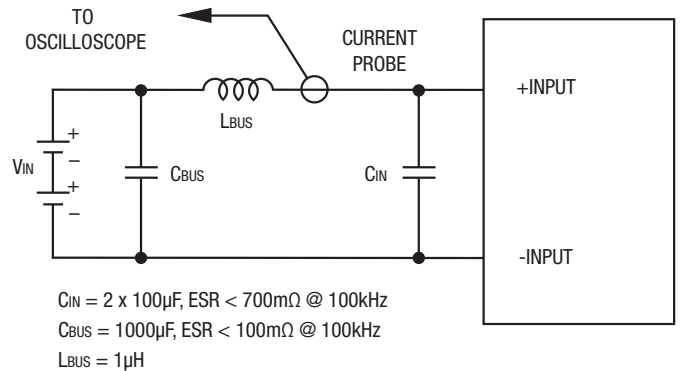 TO
OSCILLOSCOPE
CURRENT
PROBE
+INPUT
LBUS
+
VIN
−
+
−
CBUS
CIN
-INPUT
CIN = 2 x 100µF, ESR < 700mΩ @ 100kHz
CBUS = 1000µF, ESR < 100mΩ @ 100kHz
LBUS = 1µH